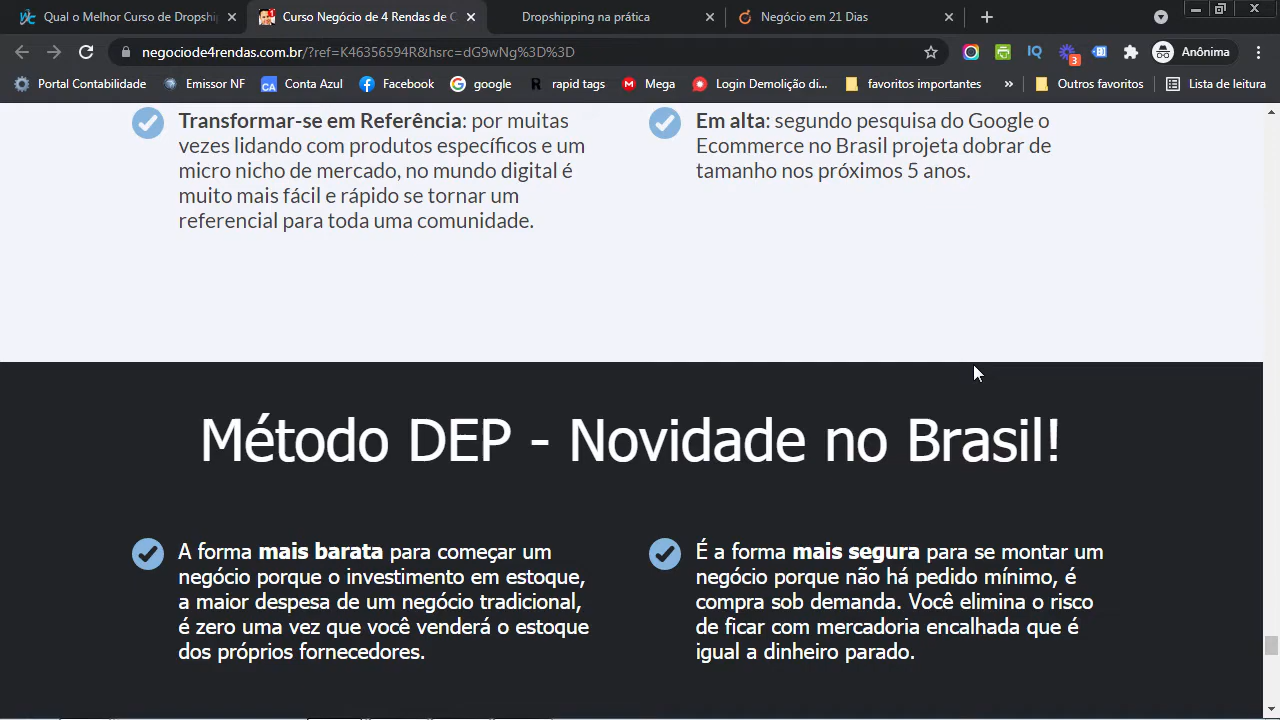 Qual o Melhor Curso de Dropshi
Curso Negócio de 4 Rendas de C
Dropshipping na prática
Negócio em 21 Dias
negociode4rendas.com.br/?ref=K46356594R&hsrc=dG9wNg%3D%3D
IQ
3
Anônima
Portal Contabilidade
Emissor NF
CA
Conta Azul
Facebook
google
R
rapid tags
M
Mega
Login Demolição di...
favoritos importantes
»
Outros favoritos
Lista de leitura
Transformar-se em Referência: por muitas
vezes lidando com produtos específicos e um
micro nicho de mercado, no mundo digital é
muito mais fácil e rápido se tornar um
referencial para toda uma comunidade.
Em alta: segundo pesquisa do Google o
Ecommerce no Brasil projeta dobrar de
tamanho nos próximos 5 anos.
Método DEP - Novidade no Brasil!
A forma mais barata para começar um
negócio porque o investimento em estoque,
a maior despesa de um negócio tradicional,
é zero uma vez que você venderá o estoque
dos próprios fornecedores.
É a forma mais segura para se montar um
negócio porque não há pedido mínimo, é
compra sob demanda. Você elimina o risco
de ficar com mercadoria encalhada que é
igual a dinheiro parado.